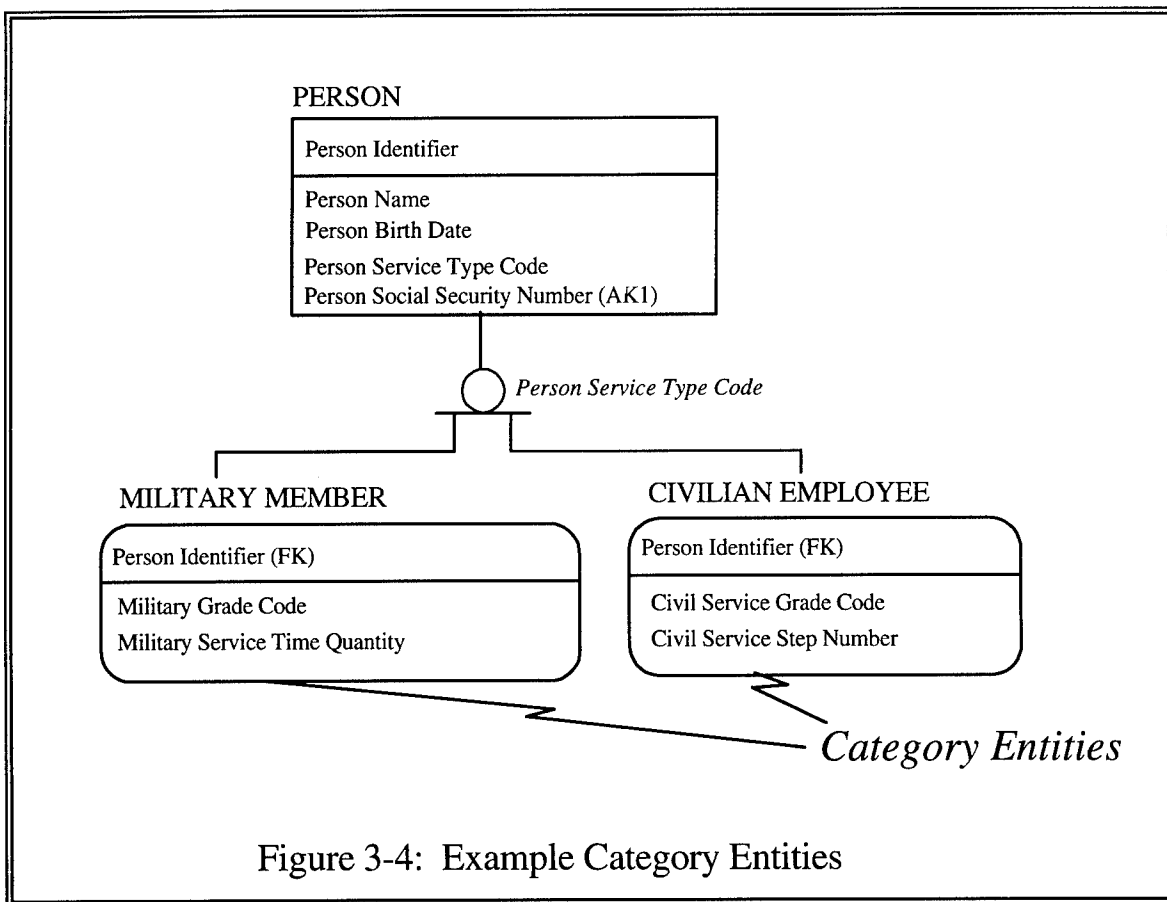 PERSON
Person Identifier
Person Name
Person Birth Date
Person Service Type Code
Person Social Security Number (AK1)
Person Service Type Code
MILITARY MEMBER
Person Identifier (FK)
Military Grade Code
Military Service Time Quantity
CIVILIAN EMPLOYEE
Person Identifier (FK)
Civil Service Grade Code
Civil Service Step Number
Category Entities
Figure 3-4: Example Category Entities